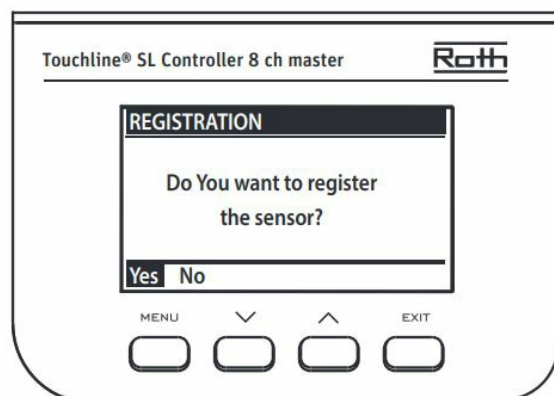 Touchline® SL Controller 8 ch master
Roth
REGISTRATION
Do You want to register
the sensor?
Yes No
MENU EXIT